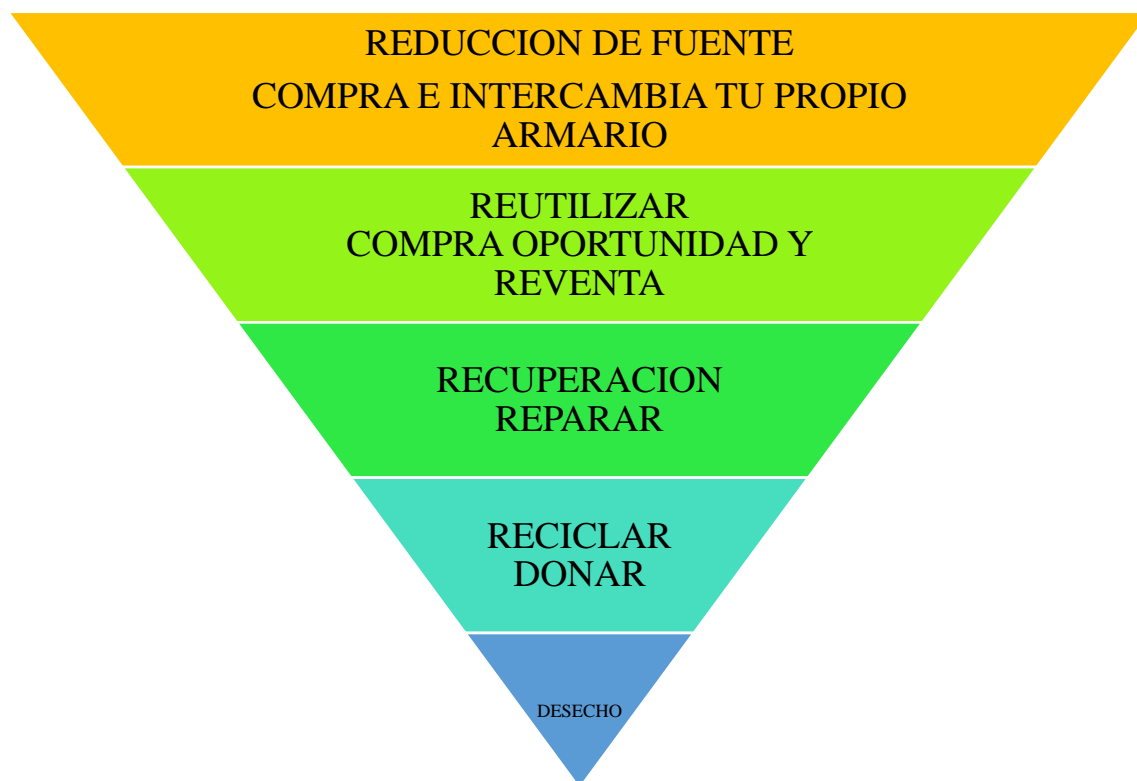 REDUCCION DE FUENTE
COMPRA E INTERCAMBIA TU PROPIO
ARMARIO
REUTILIZAR
COMPRA OPORTUNIDAD Y
REVENTA
RECUPERACION
REPARAR
RECICLAR
DONAR
DESECHO